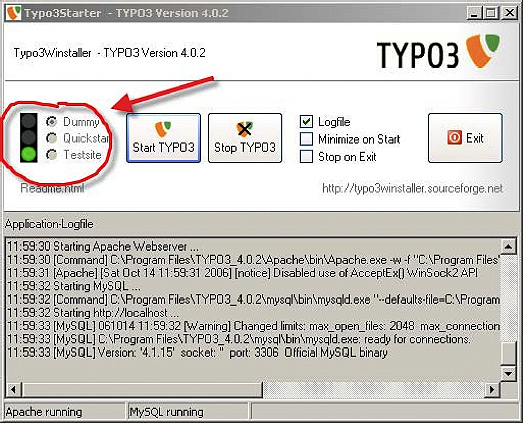 Typo3Starter - TYPO3 Version 4.0.2
Typo3Winstaller - TYPO3 Version 4.0.2
TYPO3
Dummy
Quickstart
Testsite
Start TYPO3
Stop TYPO3
Logfile
Minimize on Start
Stop on Exit
Exit
Readme.html
http://typo3winstaller.sourceforge.net
Application-Logfile
11:59:30 Starting Apache Webserver ...
11:59:30 [Command] C:\Program Files\TYPO3_4.0.2\Apache\bin\Apache.exe -w -f "C:\Program Files'
11:59:31 [Apache] [Sat Oct 14 11:59:31 2006] [notice] Disabled use of AcceptEx() WinSock2 API
11:59:32 Starting MySQL ...
11:59:32 [Command] C:\Program Files\TYPO3_4.0.2\mysql\bin\mysqld.exe "--defaults-file=C:\Program
11:59:32 Starting http://localhost ...
11:59:33 [MySQL] 061014 11:59:32 [Warning] Changed limits: max_open_files: 2048 max_connection
11:59:33 [MySQL] C:\Program Files\TYPO3_4.0.2\mysql\bin\mysqld.exe: ready for connections.
11:59:33 [MySQL] Version: '4.1.15' socket: '' port: 3306 Official MySQL binary
Apache running
MySQL running